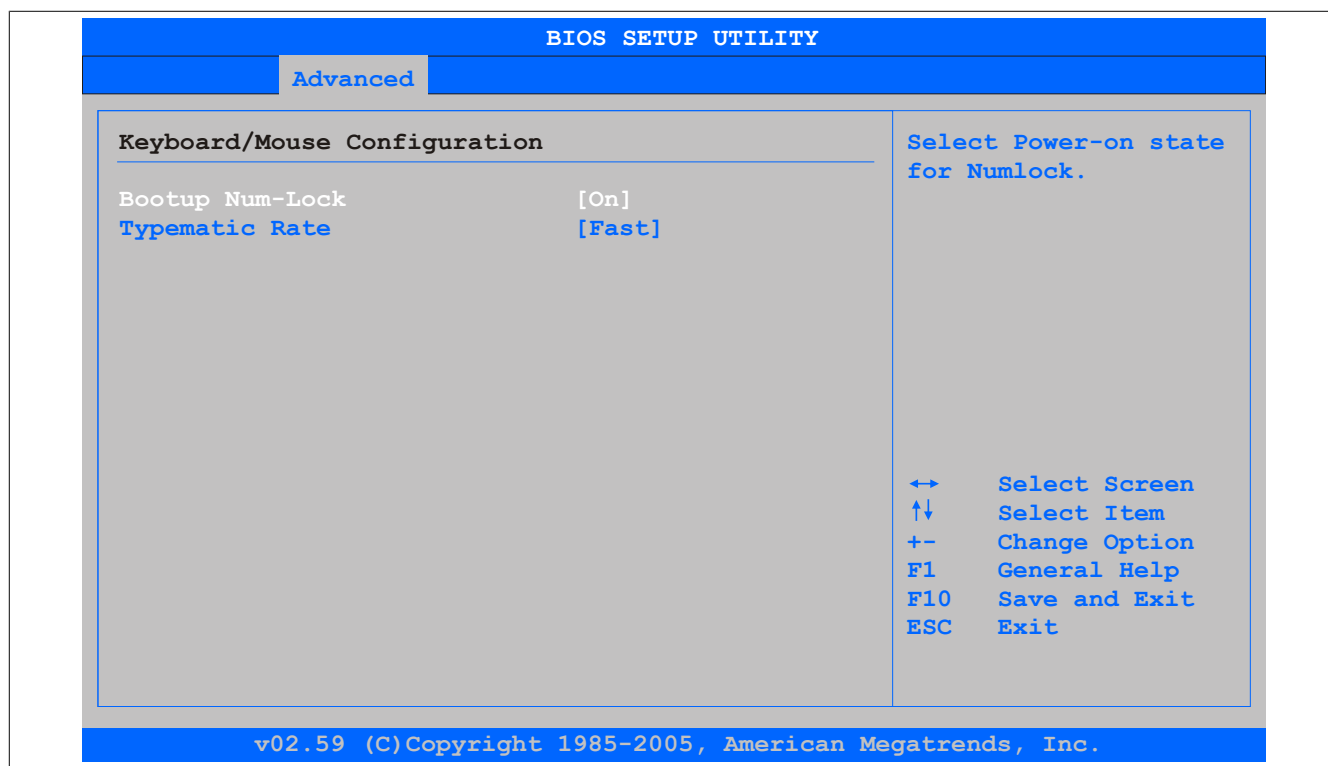 BIOS SETUP UTILITY
Advanced
Keyboard/Mouse Configuration
Bootup Num-Lock [On]
Typematic Rate [Fast]
Select Power-on state
for Numlock.
↔ Select Screen
↑↓ Select Item
+- Change Option
F1 General Help
F10 Save and Exit
ESC Exit
v02.59 (C)Copyright 1985-2005, American Megatrends, Inc.